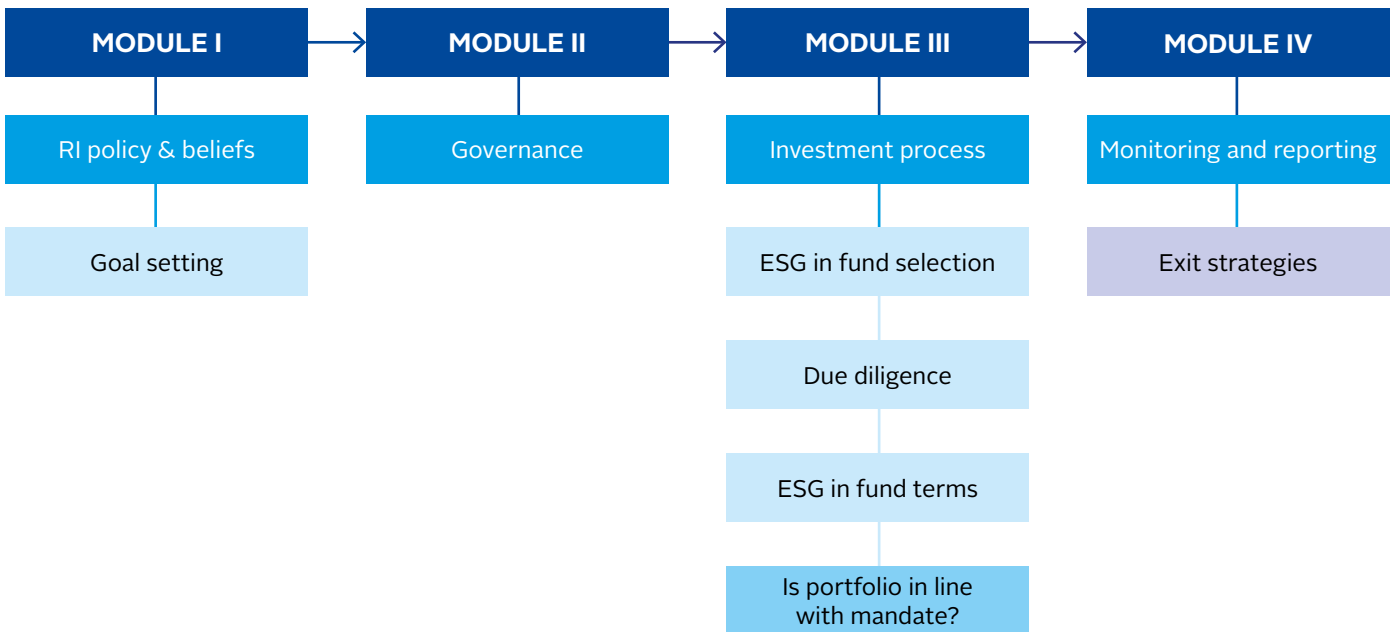 MODULE I
MODULE II
MODULE III
MODULE IV
RI policy & beliefs
Governance
Investment process
Monitoring and reporting
Goal setting
ESG in fund selection
Exit strategies
Due diligence
ESG in fund terms
Is portfolio in line
with mandate?